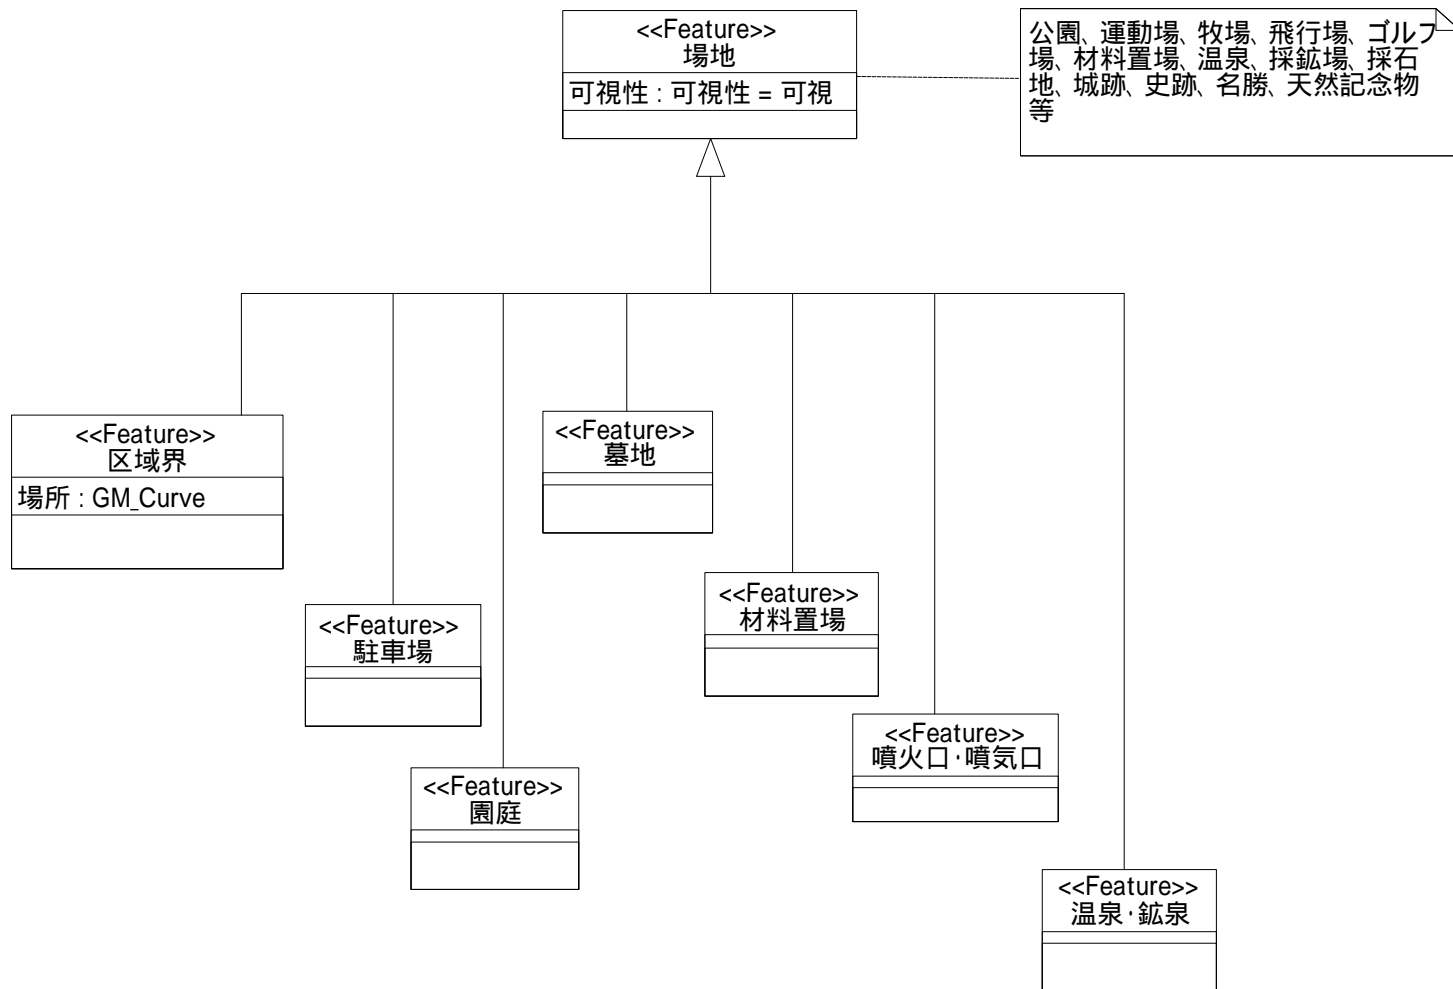 <<Feature>>
場地
可視性 : 可視性 = 可視
公園、運動場、牧場、飛行場、ゴルフ
場、材料置場、温泉、採鉱場、採石
地、城跡、史跡、名勝、天然記念物
等
<<Feature>>
区域界
場所 : GM_Curve
<<Feature>>
墓地
<<Feature>>
材料置場
<<Feature>>
駐車場
<<Feature>>
噴火口・噴気口
<<Feature>>
園庭
<<Feature>>
温泉・鉱泉